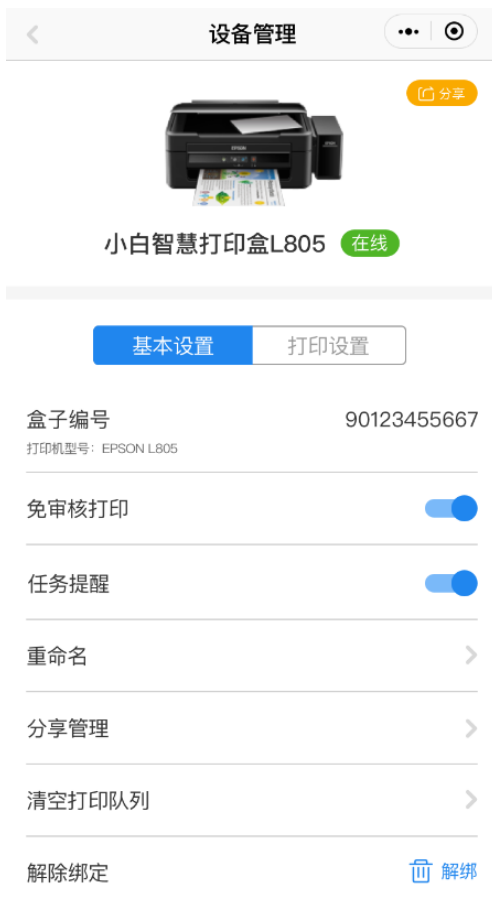 设备管理
分享
EPSON
小白智慧打印盒L805
在线
基本设置
打印设置
盒子编号
90123455667
打印机型号：EPSON L805
免审核打印
任务提醒
重命名
分享管理
清空打印队列
解除绑定
解绑